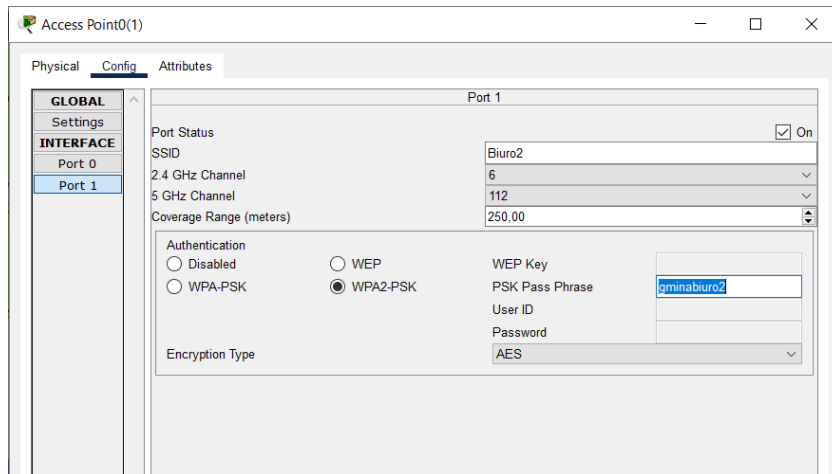 Access Point0(1)
Physical Config Attributes
GLOBAL
Settings
INTERFACE
Port 0
Port 1
Port 1
Port Status On
SSID Biuro2
2.4 GHz Channel 6
5 GHz Channel 112
Coverage Range (meters) 250,00
Authentication
Disabled WEP WEP Key
WPA-PSK WPA2-PSK PSK Pass Phrase gminabiuro2
User ID
Password
Encryption Type AES